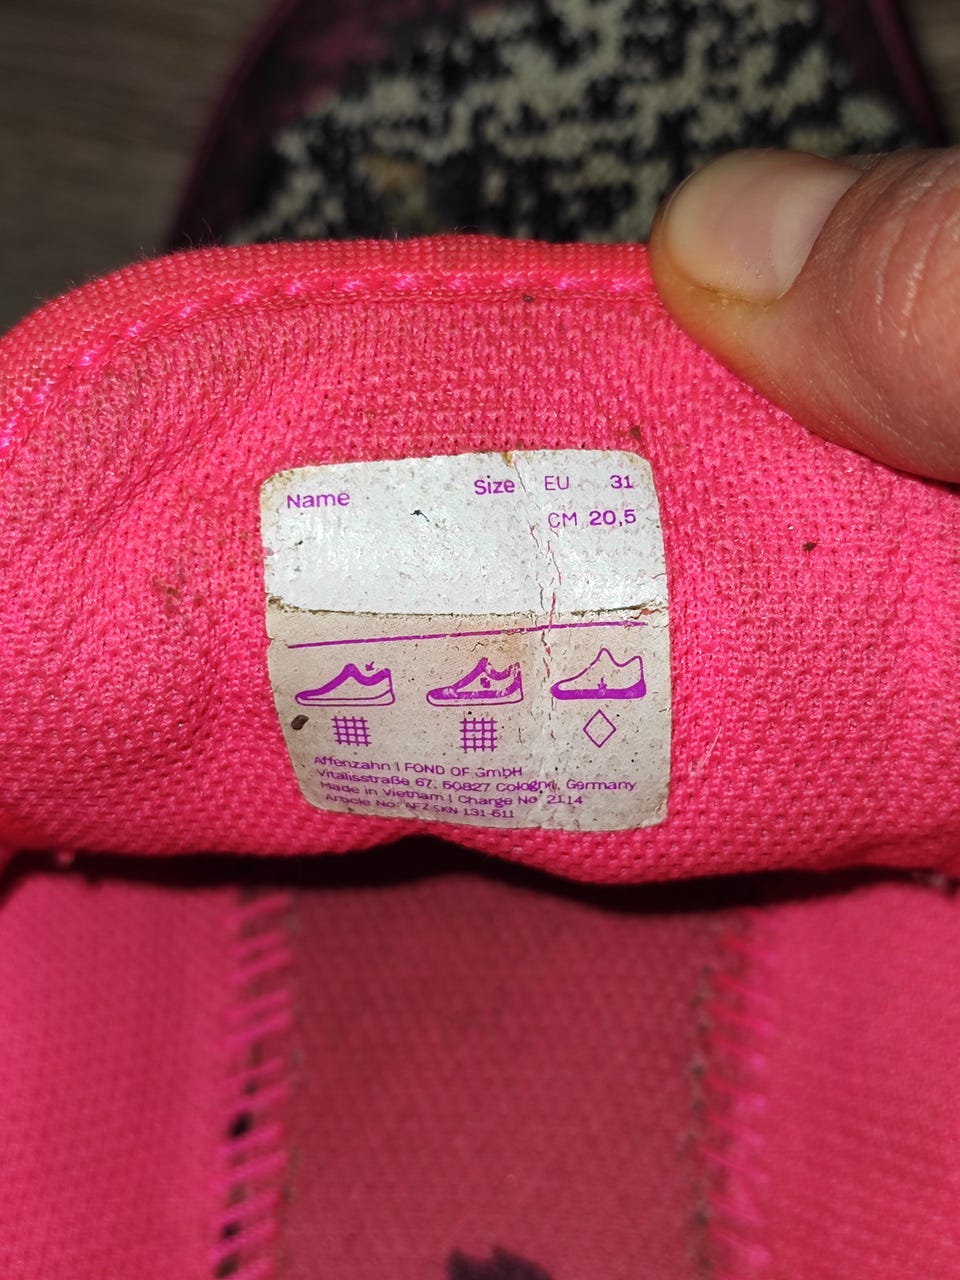 Name Size EU 31
CM 20,5
Affenzahn | FOND OF GmbH
Vitalisstraße 67, 50827 Cologne, Germany
Made in Vietnam | Charge No 2114
Article No: AFZ-SKN-131-611